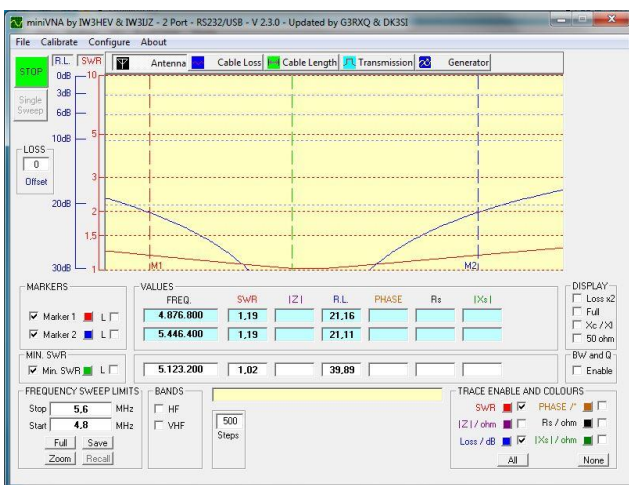 miniVNA by IW3HEV & IW3IJZ - 2 Port - RS232/USB - V 2.3.0 - Updated by G3RXQ & DK3SI
File Calibrate Configure About
STOP R.L. SWR Antenna Cable Loss Cable Length Transmission Generator
0dB 10
Single Sweep 3dB
6dB
10dB 5
LOSS
0
Offset
3
20dB 2
1,5
30dB 1 M1 M2
MARKERS VALUES DISPLAY
FREQ. SWR |Z| R.L. PHASE Rs |Xs| Loss x2
Marker 1 L 4.876.800 1,19 21,16 Full
Marker 2 L 5.446.400 1,19 21,11 Xc / Xl
50 ohm
MIN. SWR BW and Q
Min. SWR L 5.123.200 1,02 39,89 Enable
FREQUENCY SWEEP LIMITS BANDS TRACE ENABLE AND COLOURS
Stop 5,6 MHz HF 500 SWR PHASE /°
Start 4,8 MHz VHF Steps |Z| / ohm Rs / ohm
Full Save Loss / dB |Xs| / ohm
Zoom Recall All None